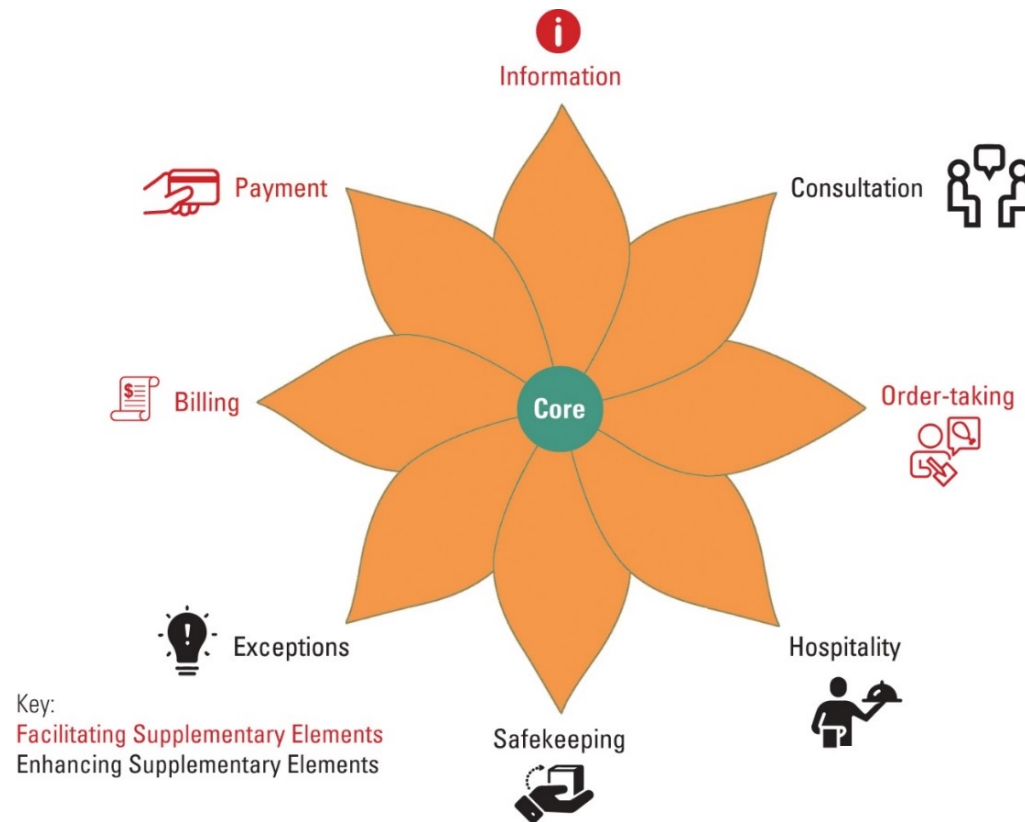 i
Information
Payment
Consultation
Billing
$
Core
Order-taking
!
Exceptions
Hospitality
Key:
Facilitating Supplementary Elements
Enhancing Supplementary Elements
Safekeeping